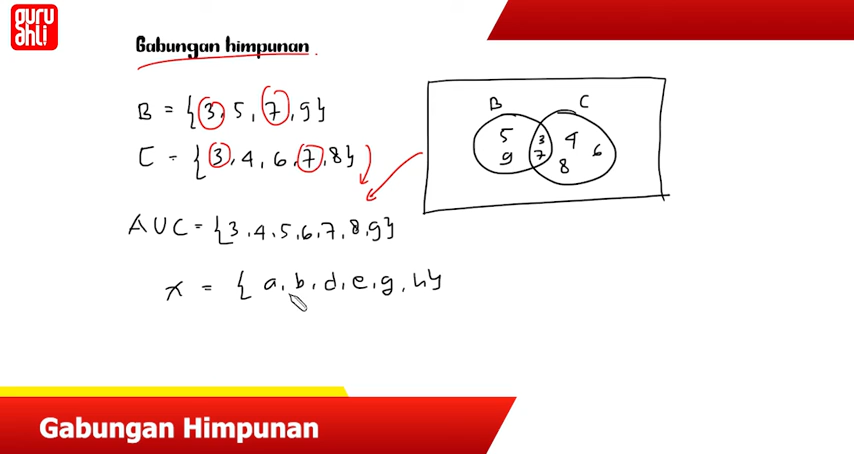 guru
ahli
Gabungan himpunan
B = {3, 5, 7, 9}
C = {3, 4, 6, 7, 8}
B
C
5
9
3
7
4
6
8
AUC = {3, 4, 5, 6, 7, 8, 9}
x = { a, b, d, e, g, h}
Gabungan Himpunan